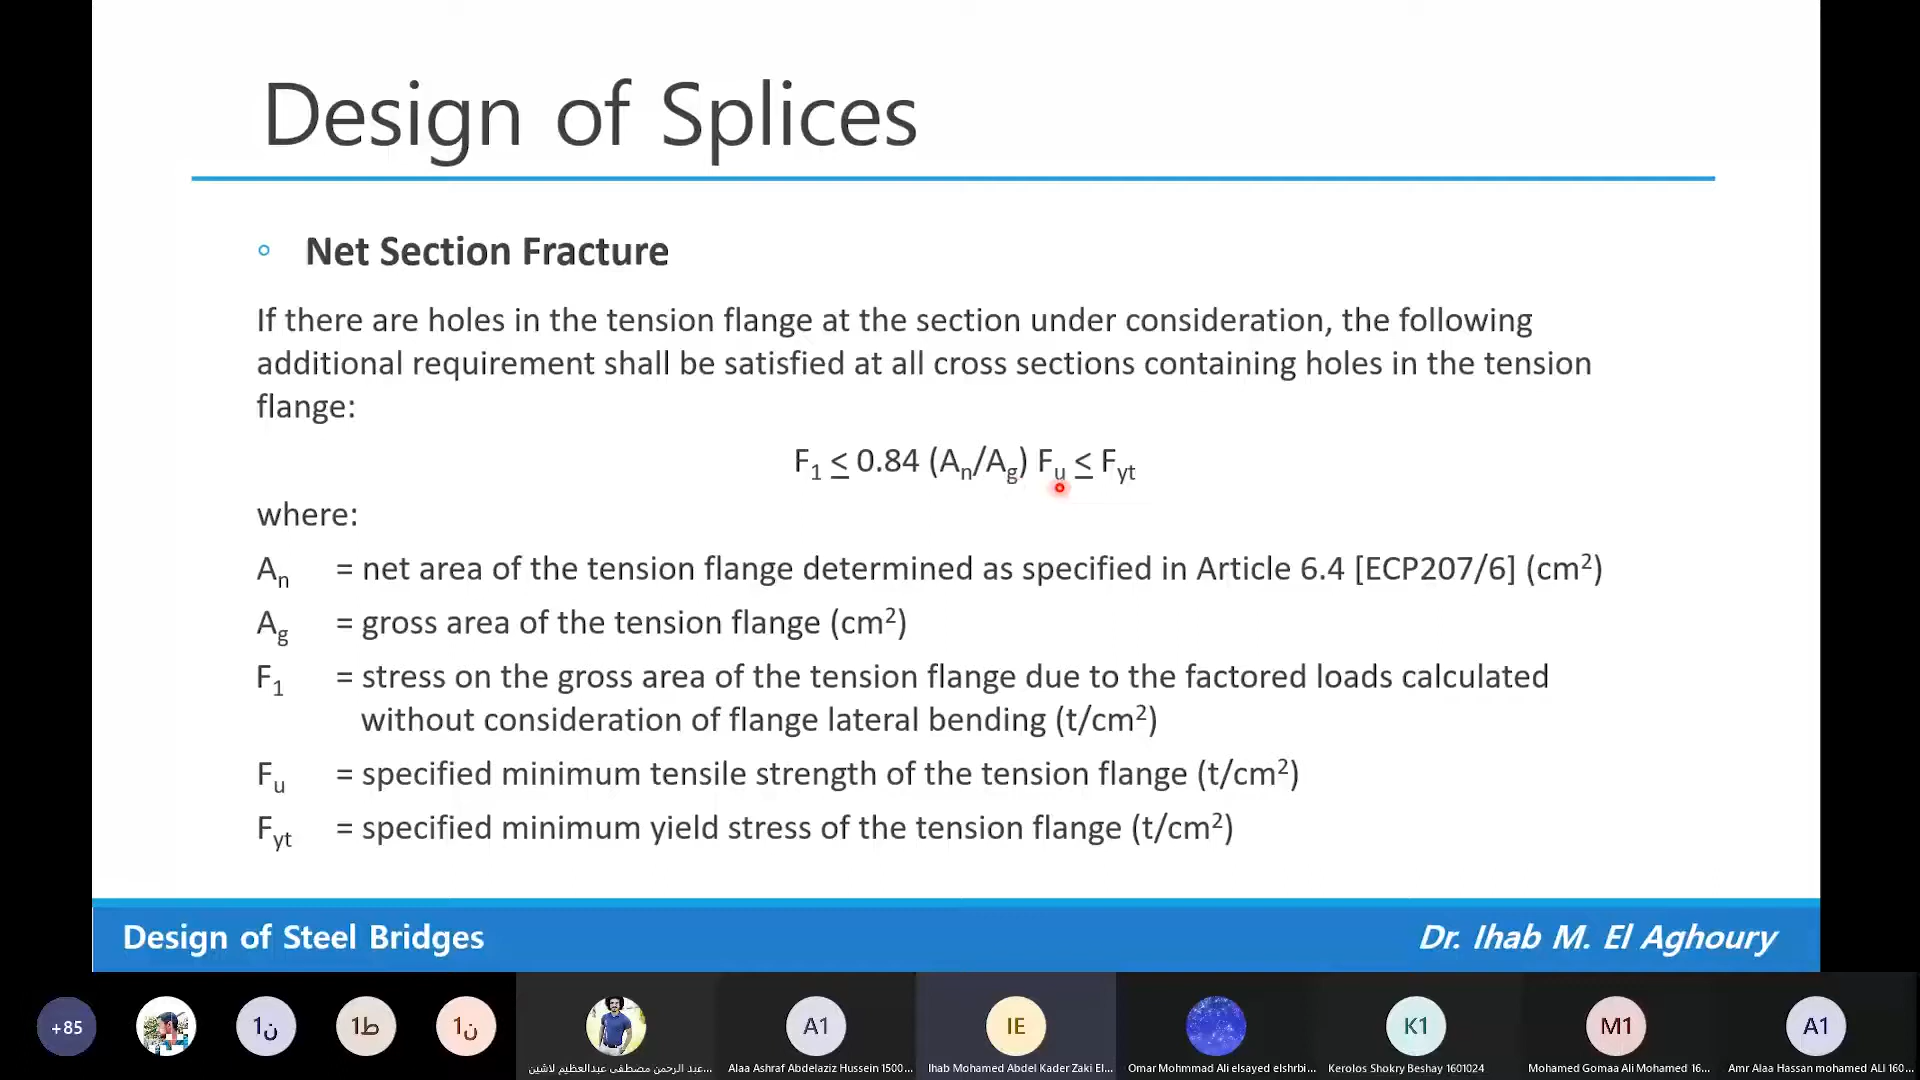 Design of Splices
Net Section Fracture
If there are holes in the tension flange at the section under consideration, the following
additional requirement shall be satisfied at all cross sections containing holes in the tension
flange:
F1 ≤ 0.84 (An/Ag) Fu ≤ Fyt
where:
An = net area of the tension flange determined as specified in Article 6.4 [ECP207/6] (cm²)
Ag = gross area of the tension flange (cm²)
F1 = stress on the gross area of the tension flange due to the factored loads calculated
without consideration of flange lateral bending (t/cm²)
Fu = specified minimum tensile strength of the tension flange (t/cm²)
Fyt = specified minimum yield stress of the tension flange (t/cm²)
Design of Steel Bridges
Dr. Ihab M. El Aghoury
+85
ن1
ط1
ن1
A1
IE
K1
M1
A1
عبد الرحمن مصطفى عبدالعظيم لاشين...
Alaa Ashraf Abdelaziz Hussein 1500...
Ihab Mohamed Abdel Kader Zaki El...
Omar Mohmmad Ali elsayed elshrbi...
Kerolos Shokry Beshay 1601024
Mohamed Gomaa Ali Mohamed 16...
Amr Alaa Hassan mohamed ALI 160...